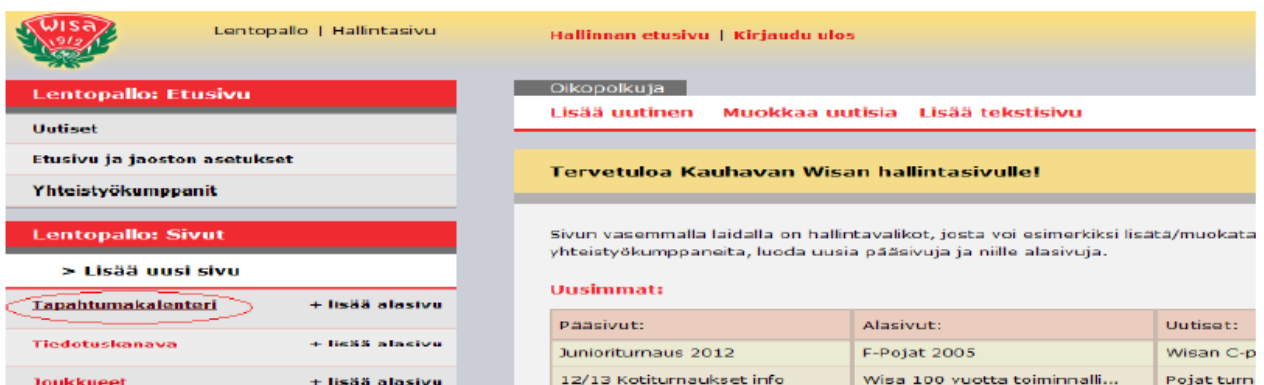 WISA
1912
Lentopallo | Hallintasivu
Hallinnan etusivu | Kirjaudu ulos
Lentopallo: Etusivu
Uutiset
Etusivu ja jaoston asetukset
Yhteistyökumppanit
Lentopallo: Sivut
> Lisää uusi sivu
Tapahtumakalenteri + lisää alasivu
Tiedotuskanava + lisää alasivu
Joukkueet + lisää alasivu
Oikopolkuja
Lisää uutinen Muokkaa uutisia Lisää tekstisivu
Tervetuloa Kauhavan Wisan hallintasivulle!
Sivun vasemmalla laidalla on hallintavalikot, josta voi esimerkiksi lisätä/muokata
yhteistyökumppaneita, luoda uusia pääsivuja ja niille alasivuja.
Uusimmat:
Pääsivut: Alasivut: Uutiset:
Junioriturnaus 2012 F-Pojat 2005 Wisan C-p
12/13 Kotiturnaukset info Wisa 100 vuotta toiminnalli... Pojat turn